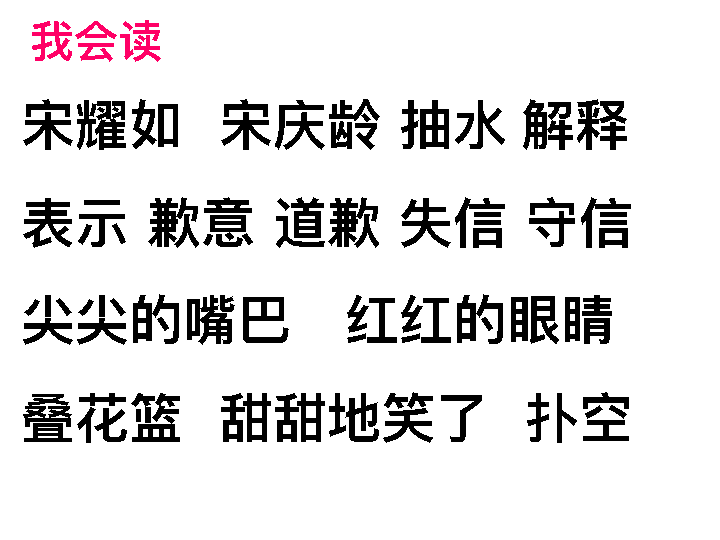 我会读
宋耀如 宋庆龄 抽水 解释
表示 歉意 道歉 失信 守信
尖尖的嘴巴 红红的眼睛
叠花篮 甜甜地笑了 扑空